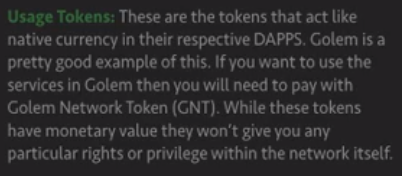 Usage Tokens: These are the tokens that act like
native currency in their respective DAPPS. Golem is a
pretty good example of this. If you want to use the
services in Golem then you will need to pay with
Golem Network Token (GNT). While these tokens
have monetary value they won't give you any
particular rights or privilege within the network itself.